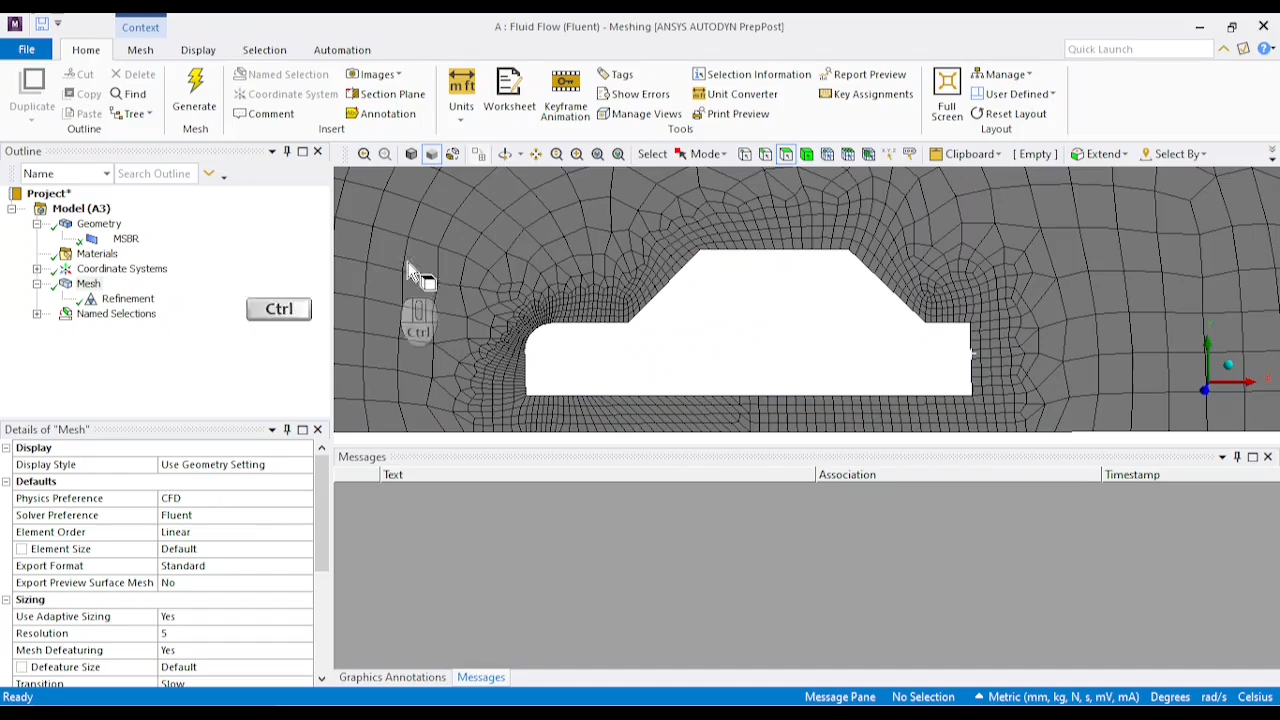 A : Fluid Flow (Fluent) - Meshing [ANSYS AUTODYN PrepPost]
Context
File Home Mesh Display Selection Automation Quick Launch
Duplicate
Cut Delete
Copy Find
Paste Tree
Outline
Generate
Mesh
Named Selection Images
Coordinate System Section Plane
Comment Annotation
Insert
Units
Worksheet
Keyframe
Animation
Tags
Show Errors
Manage Views
Selection Information Report Preview
Unit Converter Key Assignments
Print Preview
Tools
Full
Screen
Manage
User Defined
Reset Layout
Layout
Outline
Name Search Outline
Select Mode Clipboard [ Empty ] Extend Select By
Project*
Model (A3)
Geometry
MSBR
Materials
Coordinate Systems
Mesh
Refinement
Named Selections
Ctrl
Ctrl
Details of "Mesh"
Display
Display Style Use Geometry Setting
Defaults
Physics Preference CFD
Solver Preference Fluent
Element Order Linear
Element Size Default
Export Format Standard
Export Preview Surface Mesh No
Sizing
Use Adaptive Sizing Yes
Resolution 5
Mesh Defeaturing Yes
Defeature Size Default
Transition Slow
Messages
Text Association Timestamp
Graphics Annotations Messages
Ready Message Pane No Selection Metric (mm, kg, N, s, mV, mA) Degrees rad/s Celsius